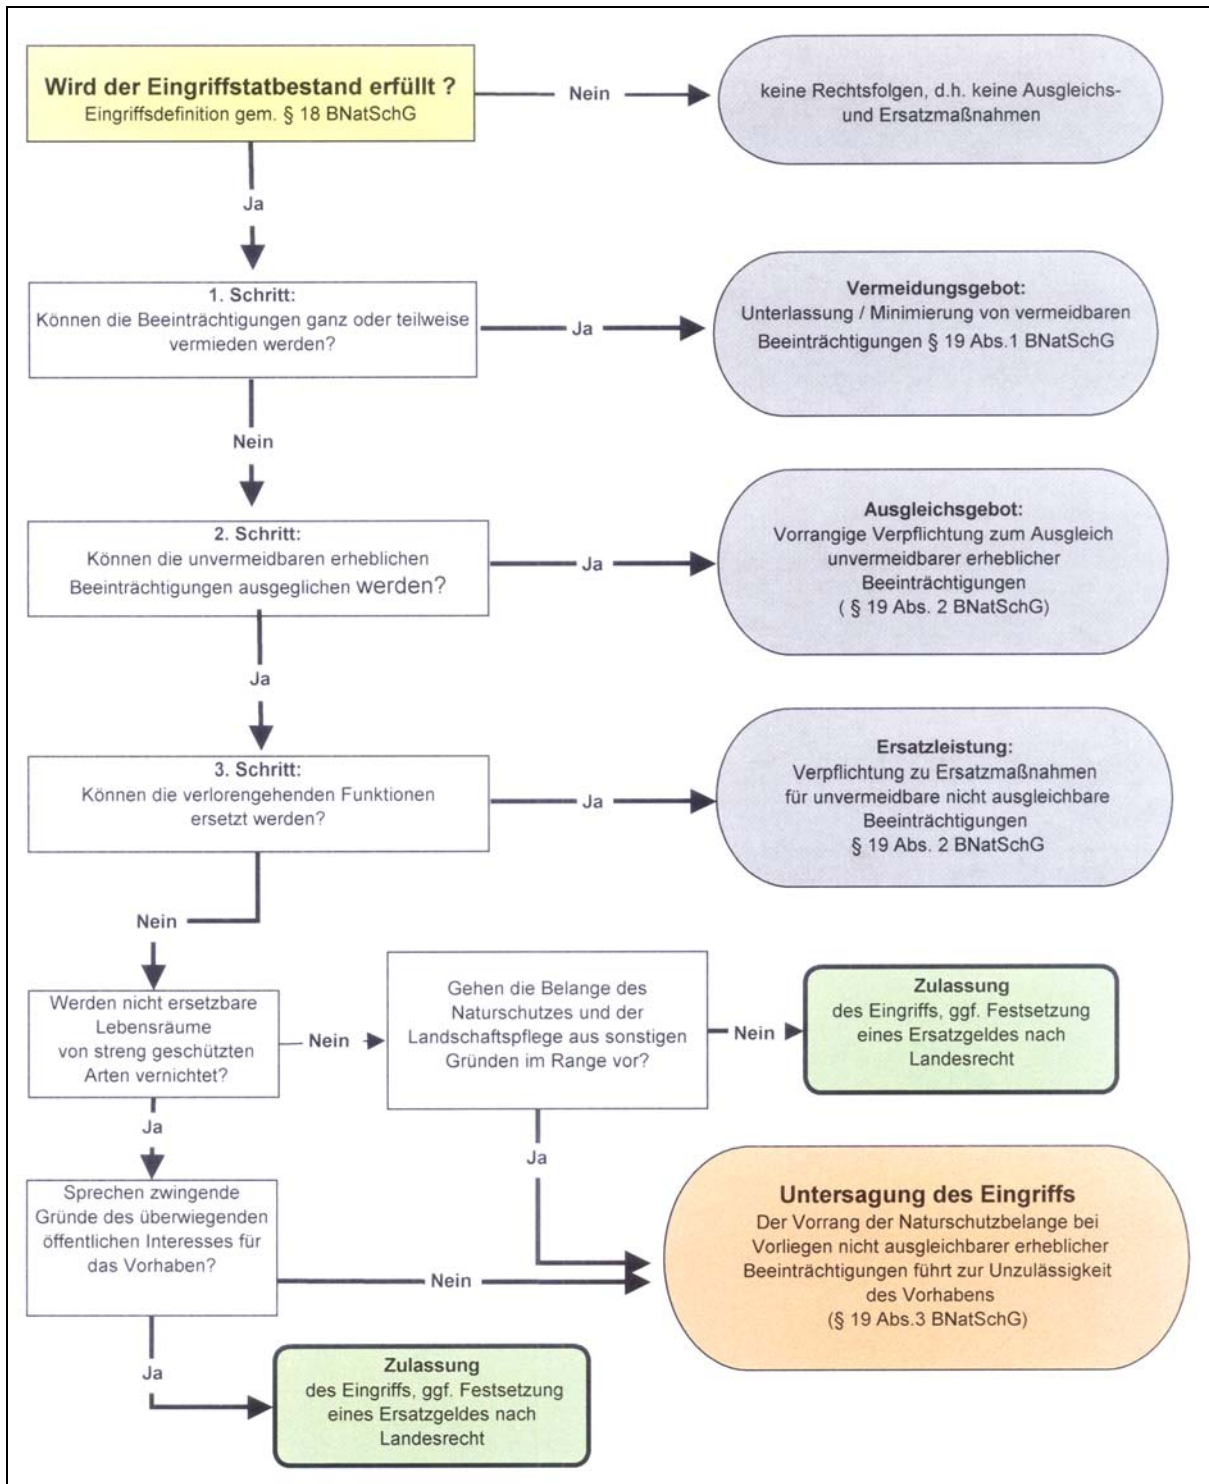 Wird der Eingriffstatbestand erfüllt ?
Eingriffsdefinition gem. § 18 BNatSchG
Nein
keine Rechtsfolgen, d.h. keine Ausgleichs-
und Ersatzmaßnahmen
Ja
1. Schritt:
Können die Beeinträchtigungen ganz oder teilweise
vermieden werden?
Ja
Vermeidungsgebot:
Unterlassung / Minimierung von vermeidbaren
Beeinträchtigungen § 19 Abs.1 BNatSchG
Nein
2. Schritt:
Können die unvermeidbaren erheblichen
Beeinträchtigungen ausgeglichen werden?
Ja
Ausgleichsgebot:
Vorrangige Verpflichtung zum Ausgleich
unvermeidbarer erheblicher
Beeinträchtigungen
( § 19 Abs. 2 BNatSchG)
Ja
3. Schritt:
Können die verlorengehenden Funktionen
ersetzt werden?
Ja
Ersatzleistung:
Verpflichtung zu Ersatzmaßnahmen
für unvermeidbare nicht ausgleichbare
Beeinträchtigungen
§ 19 Abs. 2 BNatSchG
Nein
Werden nicht ersetzbare
Lebensräume
von streng geschützten
Arten vernichtet?
Nein
Gehen die Belange des
Naturschutzes und der
Landschaftspflege aus sonstigen
Gründen im Range vor?
Nein
Zulassung
des Eingriffs, ggf. Festsetzung
eines Ersatzgeldes nach
Landesrecht
Ja
Ja
Sprechen zwingende
Gründe des überwiegenden
öffentlichen Interesses für
das Vorhaben?
Nein
Untersagung des Eingriffs
Der Vorrang der Naturschutzbelange bei
Vorliegen nicht ausgleichbarer erheblicher
Beeinträchtigungen führt zur Unzulässigkeit
des Vorhabens
(§ 19 Abs.3 BNatSchG)
Ja
Zulassung
des Eingriffs, ggf. Festsetzung
eines Ersatzgeldes nach
Landesrecht